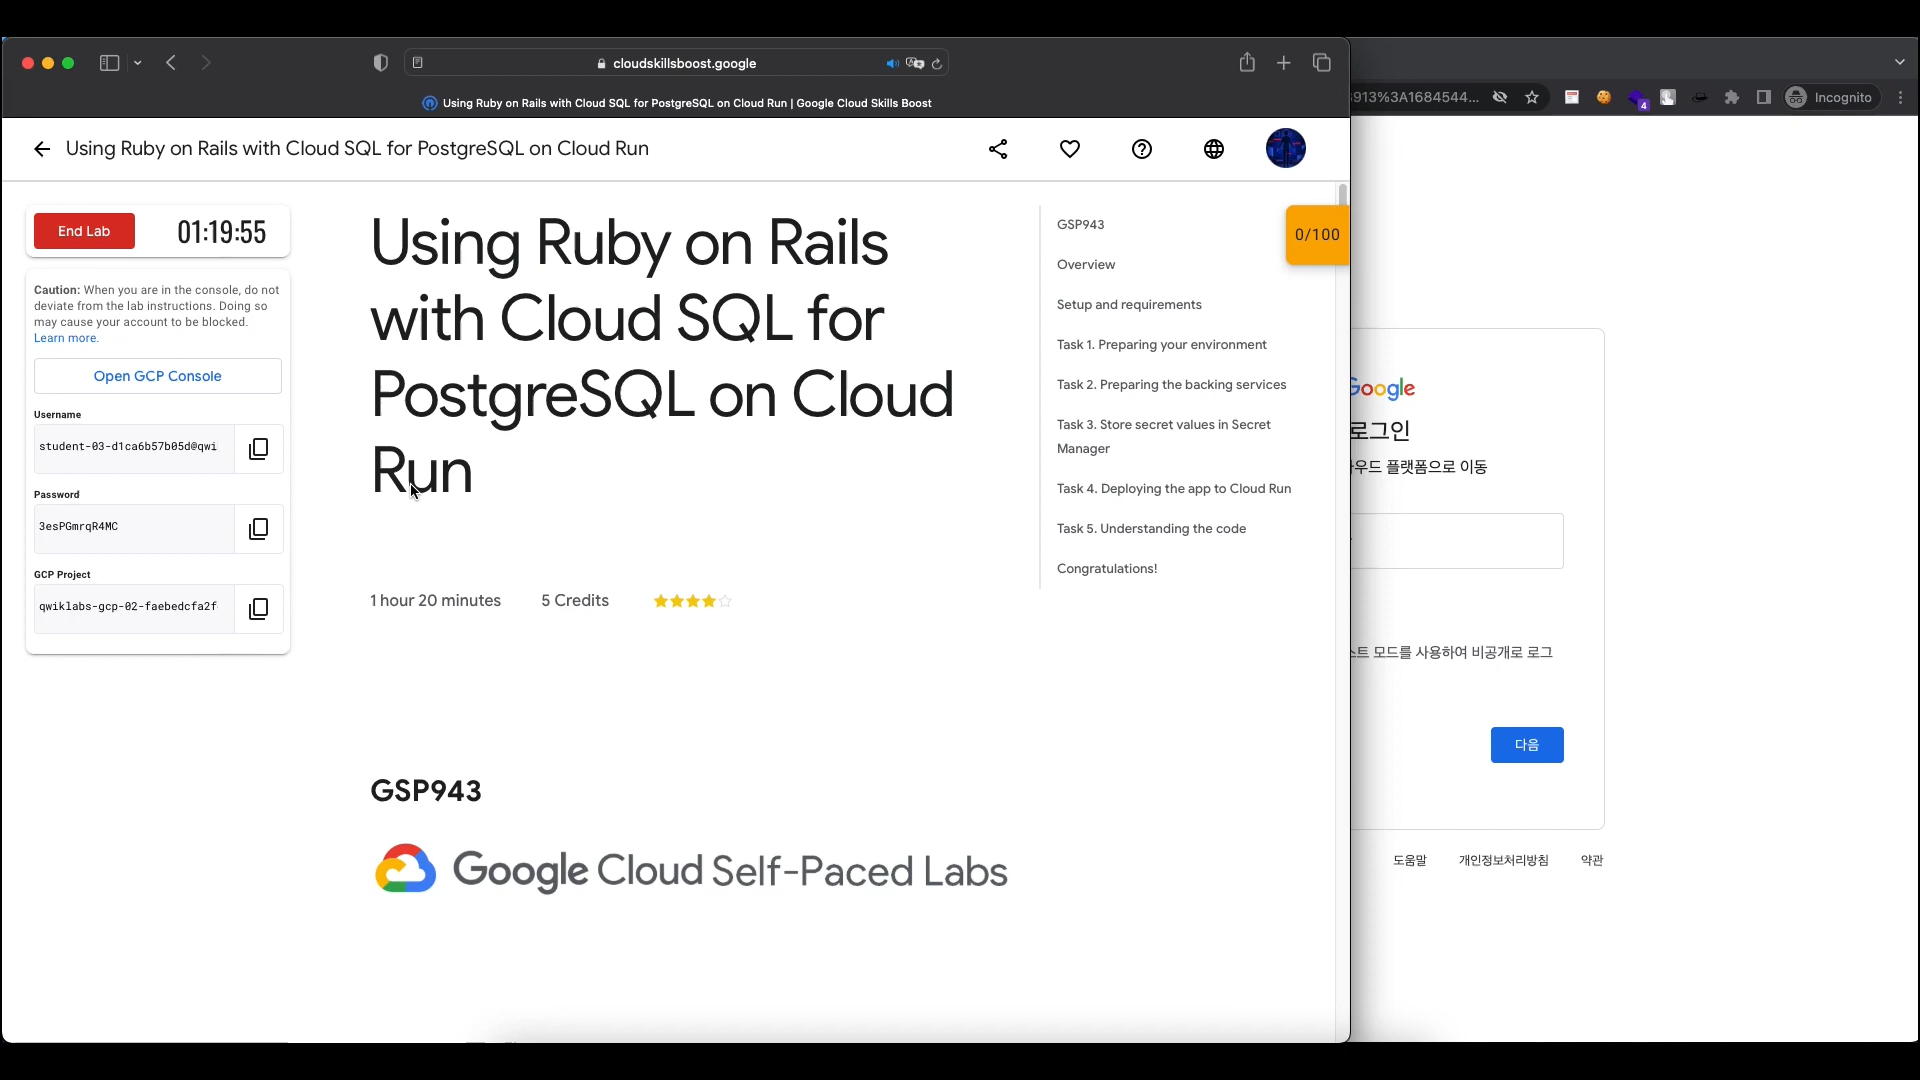 cloudskillsboost.google
Using Ruby on Rails with Cloud SQL for PostgreSQL on Cloud Run | Google Cloud Skills Boost
913%3A1684544...
4
Incognito
Using Ruby on Rails with Cloud SQL for PostgreSQL on Cloud Run
End Lab
01:19:55
Caution: When you are in the console, do not
deviate from the lab instructions. Doing so
may cause your account to be blocked.
Learn more.
Open GCP Console
Username
student-03-d1ca6b57b05d@qwi
Password
3esPGmrqR4MC
GCP Project
qwiklabs-gcp-02-faebedcfa2f
Using Ruby on Rails
with Cloud SQL for
PostgreSQL on Cloud
Run
1 hour 20 minutes
5 Credits
GSP943
Google Cloud Self-Paced Labs
GSP943
Overview
Setup and requirements
Task 1. Preparing your environment
Task 2. Preparing the backing services
Task 3. Store secret values in Secret
Manager
Task 4. Deploying the app to Cloud Run
Task 5. Understanding the code
Congratulations!
0/100
Google
로그인
우드 플랫폼으로 이동
스트 모드를 사용하여 비공개로 로그
다음
도움말
개인정보처리방침
약관